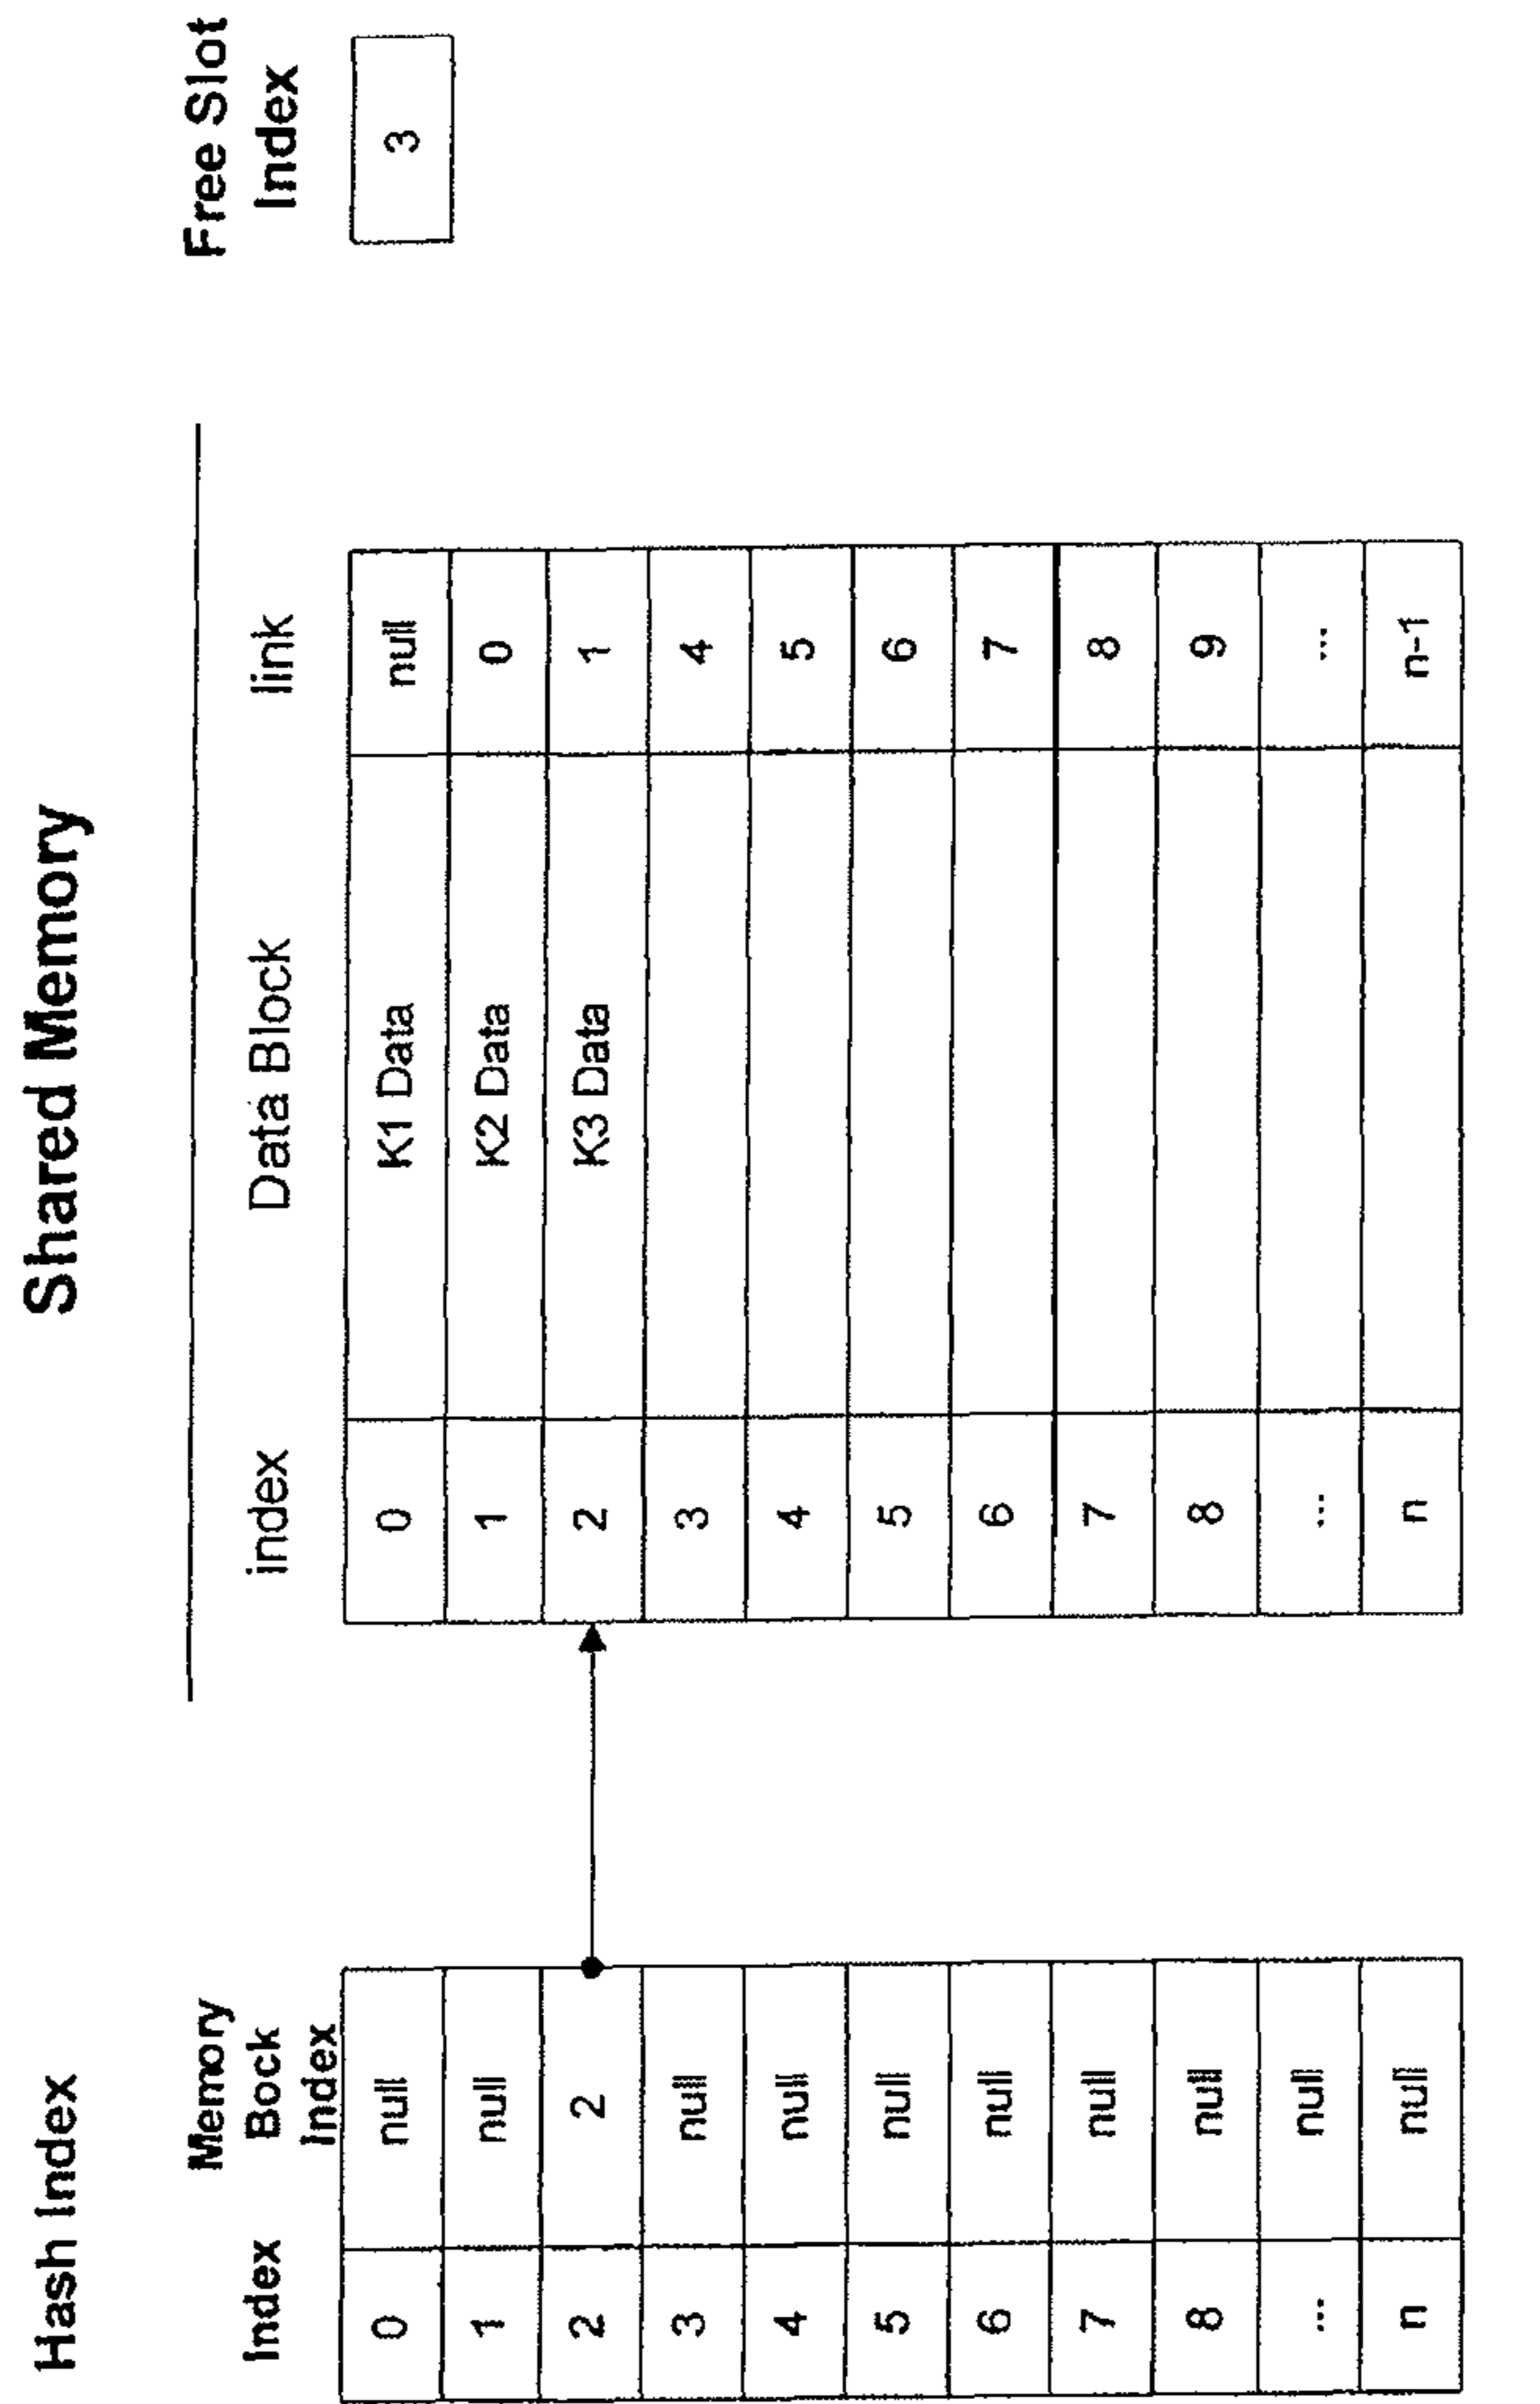 Hash Index
Shared Memory
Index
Memory
Bock
Index
index
Data Block
link
Free Slot
Index
0 null 0 K1 Data null 3
1 null 1 K2 Data 0
2 2 2 K3 Data 1
3 null 3 4
4 null 4 5
5 null 5 6
6 null 6 7
7 null 7 8
8 null 8 9
... null ... ...
n null n n-1